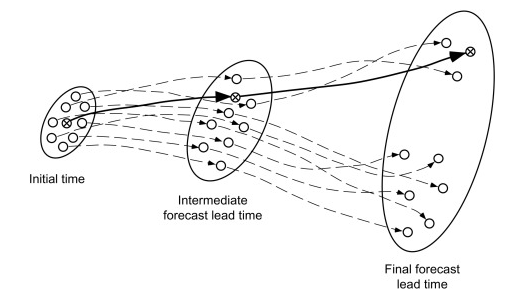 Initial time
Intermediate
forecast lead time
Final forecast
lead time